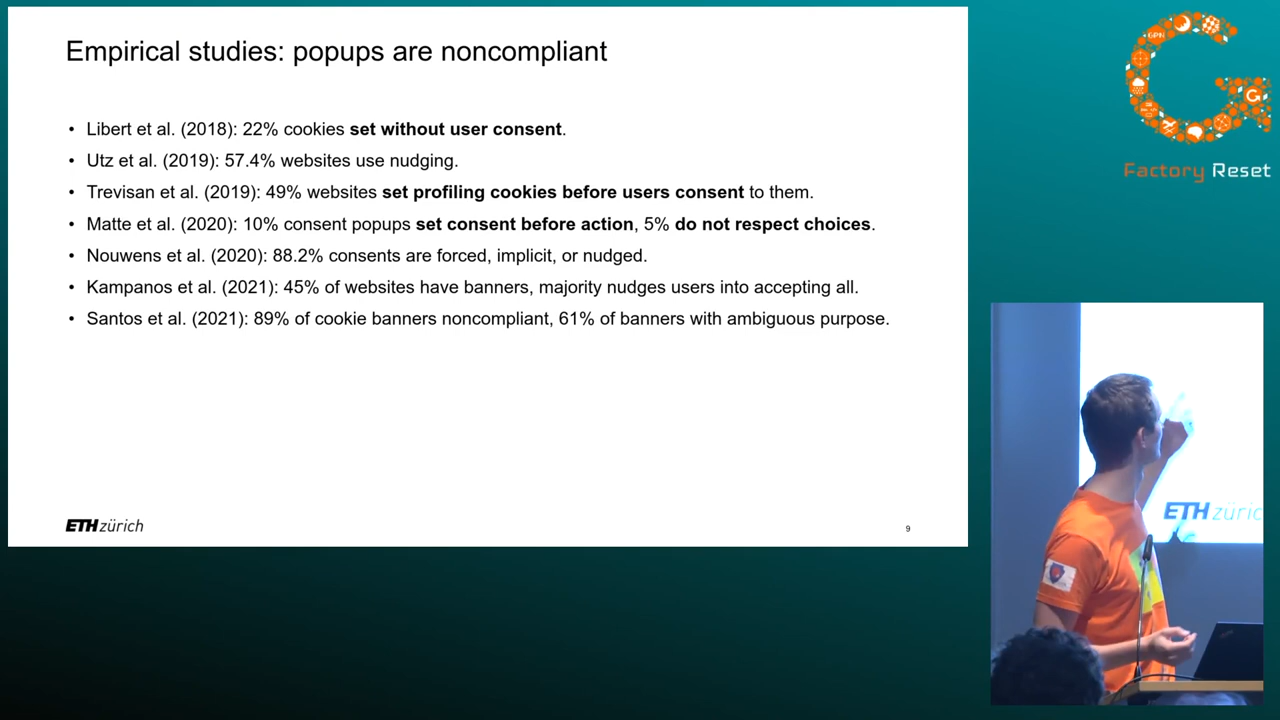 Empirical studies: popups are noncompliant
• Libert et al. (2018): 22% cookies set without user consent.
• Utz et al. (2019): 57.4% websites use nudging.
• Trevisan et al. (2019): 49% websites set profiling cookies before users consent to them.
• Matte et al. (2020): 10% consent popups set consent before action, 5% do not respect choices.
• Nouwens et al. (2020): 88.2% consents are forced, implicit, or nudged.
• Kampanos et al. (2021): 45% of websites have banners, majority nudges users into accepting all.
• Santos et al. (2021): 89% of cookie banners noncompliant, 61% of banners with ambiguous purpose.
ETH zürich
9
GPN
Factory Reset
ETH züric